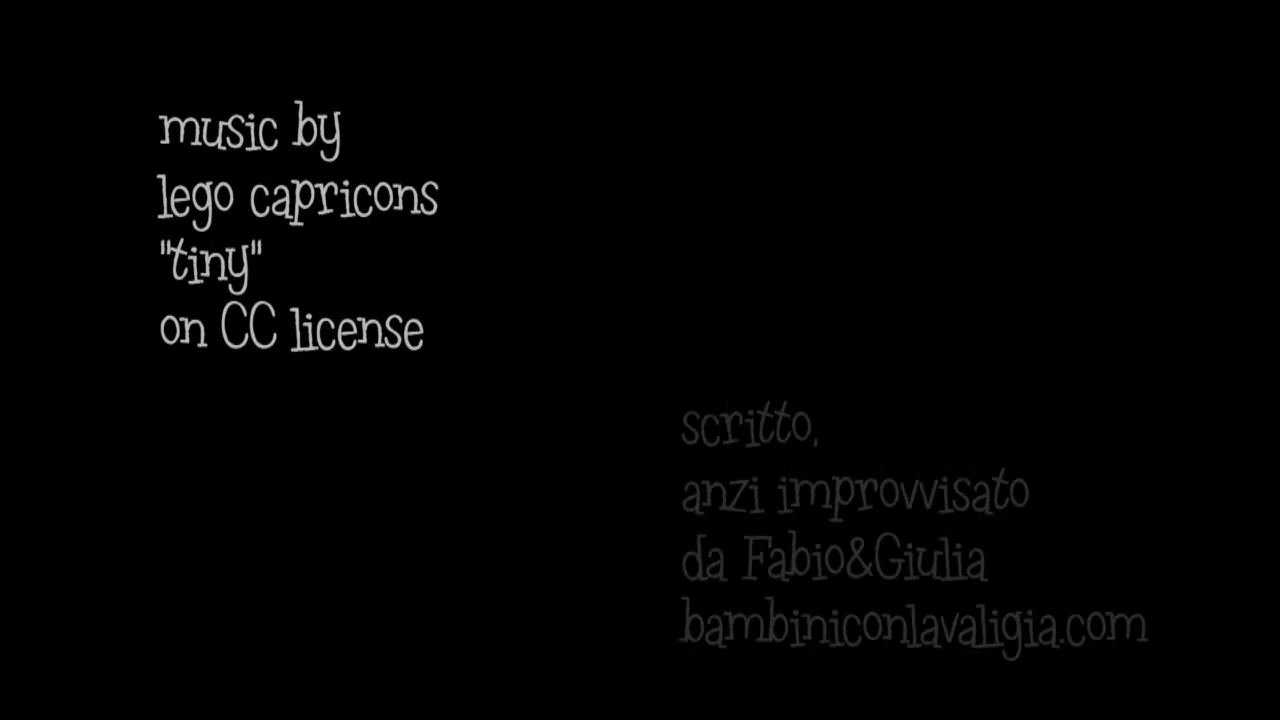 music by
lego capricons
"tiny"
on CC license
scritto,
anzi improvvisato
da Fabio&Giulia
bambiniconlavaligia.com